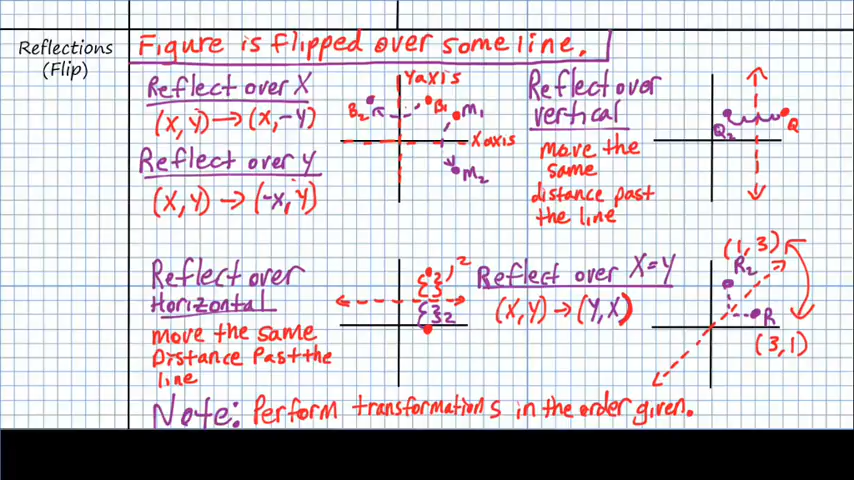 Reflections
(Flip)
Figure is flipped over some line.
Reflect over X
(X, Y) → (X, -Y)
Reflect over Y
(X, Y) → (-X, Y)
Y axis
B2
B1
M1
X axis
M2
Reflect over
vertical
move the
same
distance past
the line
Q2
Q
Reflect over
Horizontal
move the same
Distance Past the
line
2
2
Reflect over X=Y
(X, Y) → (Y, X)
(1, 3)
R2
R
(3, 1)
Note: Perform transformations in the order given.